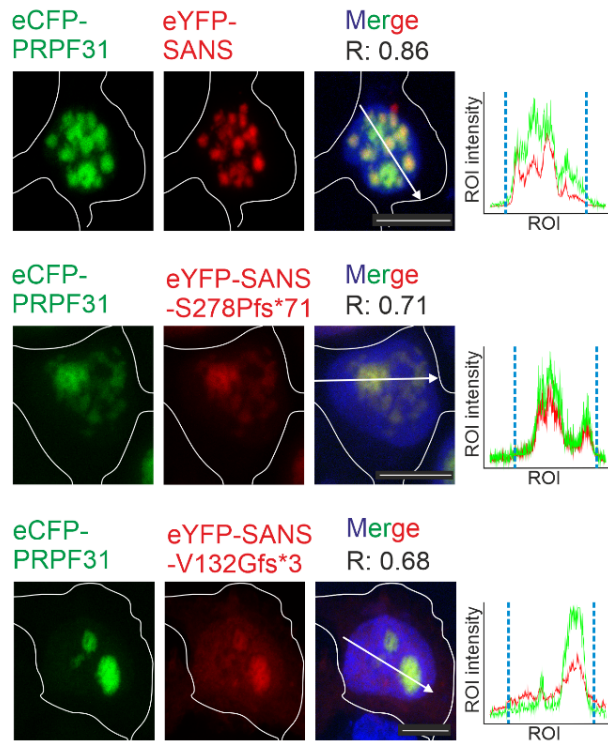 eCFP-
PRPF31
eYFP-
SANS
Merge
R: 0.86
ROI intensity
ROI
eCFP-
PRPF31
eYFP-SANS
-S278Pfs*71
Merge
R: 0.71
ROI intensity
ROI
eCFP-
PRPF31
eYFP-SANS
-V132Gfs*3
Merge
R: 0.68
ROI intensity
ROI